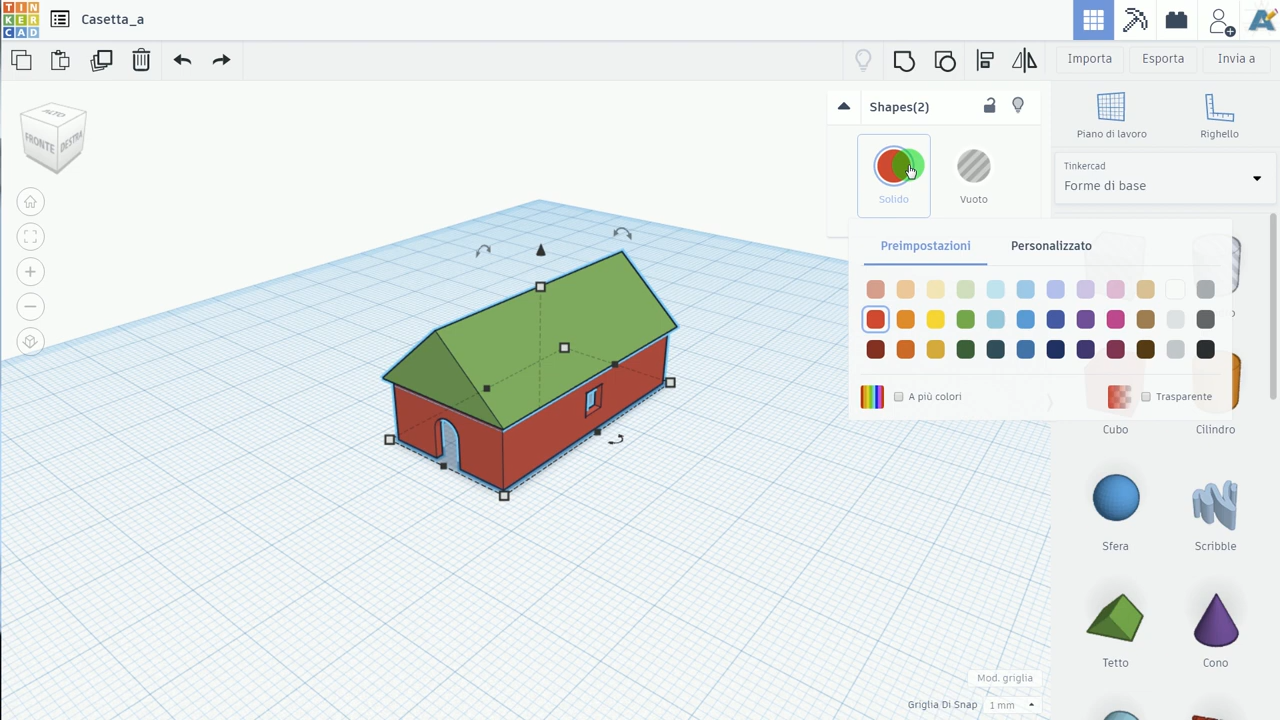 TIN
KER
CAD
Casetta_a
Importa
Esporta
Invia a
ALTO
FRONTE
DESTRA
Shapes(2)
Solido
Vuoto
Piano di lavoro
Righello
Tinkercad
Forme di base
Preimpostazioni
Personalizzato
A più colori
Trasparente
Cubo
Cilindro
Sfera
Scribble
Tetto
Cono
Mod. griglia
Griglia Di Snap
1 mm